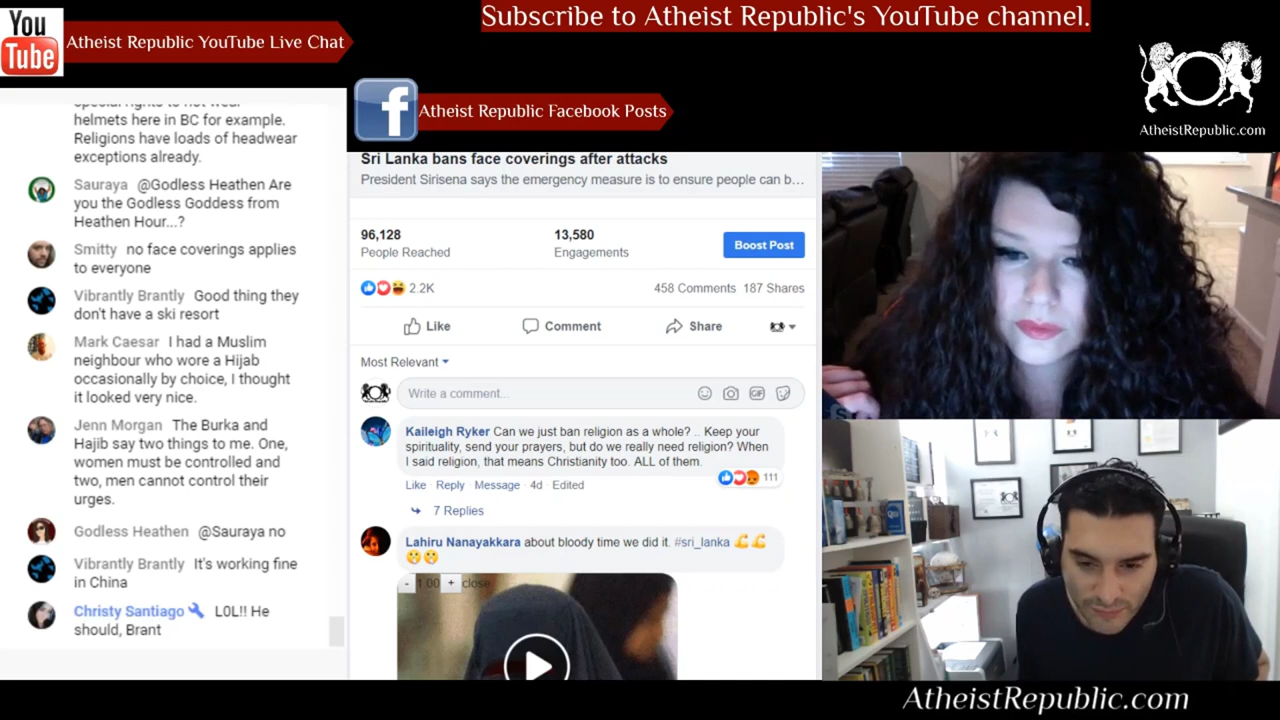 Subscribe to Atheist Republic's YouTube channel.
You
Tube
Atheist Republic YouTube Live Chat
Atheist Republic Facebook Posts
AtheistRepublic.com
special rights to not wear
helmets here in BC for example.
Religions have loads of headwear
exceptions already.
Sauraya @Godless Heathen Are
you the Godless Goddess from
Heathen Hour...?
Smitty no face coverings applies
to everyone
Vibrantly Brantly Good thing they
don't have a ski resort
Mark Caesar I had a Muslim
neighbour who wore a Hijab
occasionally by choice, I thought
it looked very nice.
Jenn Morgan The Burka and
Hajib say two things to me. One,
women must be controlled and
two, men cannot control their
urges.
Godless Heathen @Sauraya no
Vibrantly Brantly It's working fine
in China
Christy Santiago L0L!! He
should, Brant
Sri Lanka bans face coverings after attacks
President Sirisena says the emergency measure is to ensure people can b...
96,128
People Reached
13,580
Engagements
Boost Post
2.2K
458 Comments 187 Shares
Like
Comment
Share
Most Relevant
Write a comment...
GIF
Kaileigh Ryker Can we just ban religion as a whole? .. Keep your
spirituality, send your prayers, but do we really need religion? When
I said religion, that means Christianity too. ALL of them.
111
Like · Reply · Message · 4d · Edited
7 Replies
Lahiru Nanayakkara about bloody time we did it. #sri_lanka 💪💪
🤭🤭
- 1.00 + close
AtheistRepublic.com